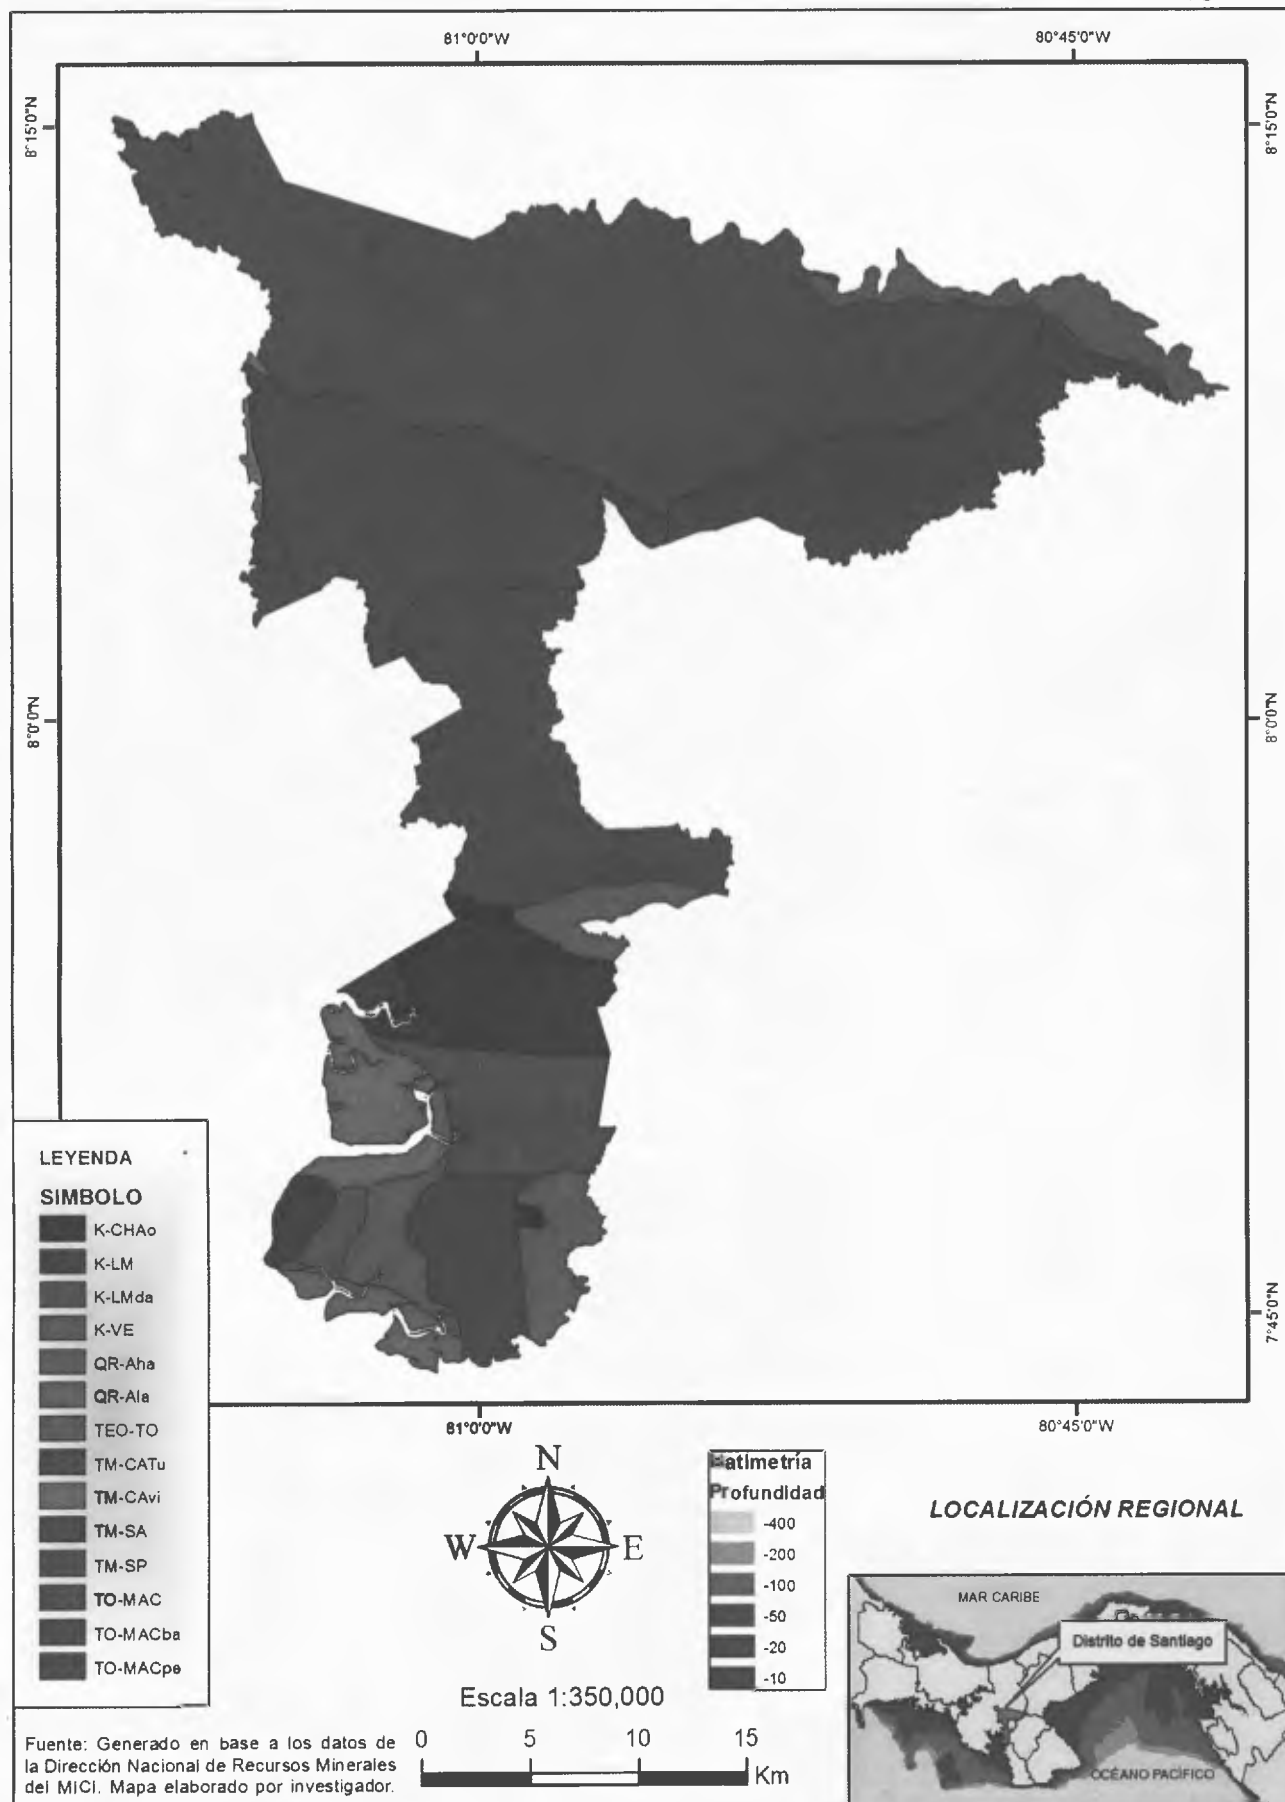 81°0'0"W
80°45'0"W
8°15'0"N
8°15'0"N
8°0'0"N
8°0'0"N
7°45'0"N
81°0'0"W
80°45'0"W
LEYENDA
SIMBOLO
K-CHAo
K-LM
K-LMda
K-VE
QR-Aha
QR-Ala
TEO-TO
TM-CATu
TM-CAvi
TM-SA
TM-SP
TO-MAC
TO-MACba
TO-MACpe
N
W
E
S
Escala 1:350,000
0 5 10 15
Km
Batimetría
Profundidad
-400
-200
-100
-50
-20
-10
LOCALIZACIÓN REGIONAL
MAR CARIBE
Distrito de Santiago
OCÉANO PACÍFICO
Fuente: Generado en base a los datos de
la Dirección Nacional de Recursos Minerales
del MICI. Mapa elaborado por investigador.